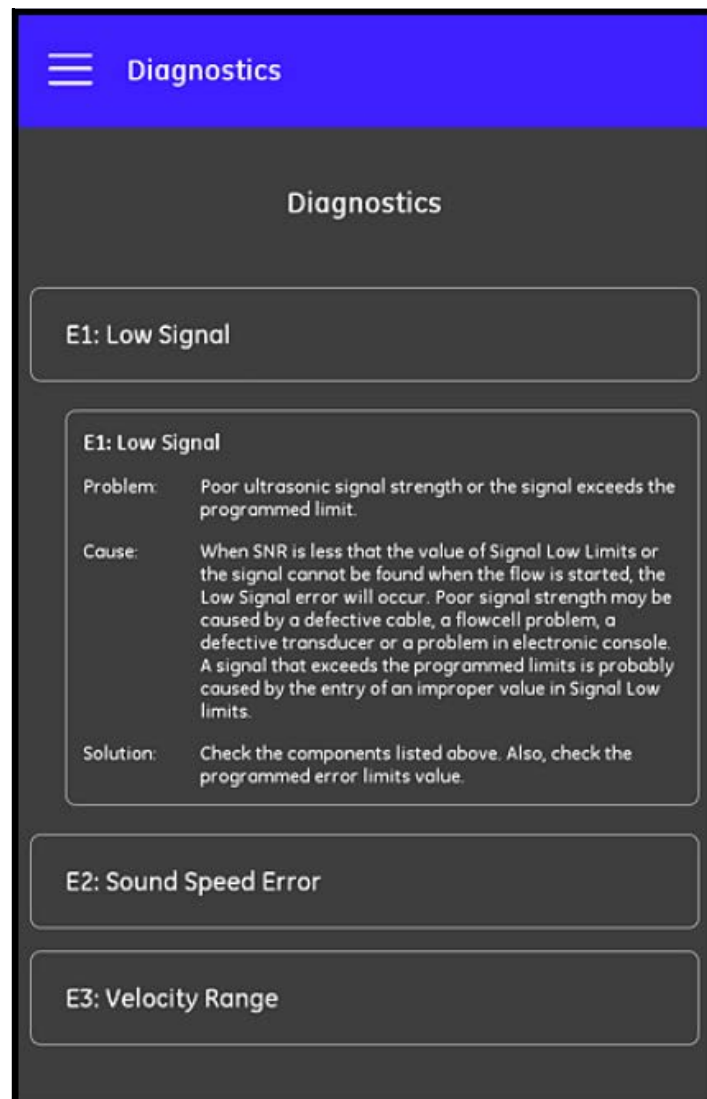 Diagnostics
Diagnostics
E1: Low Signal
E1: Low Signal
Problem: Poor ultrasonic signal strength or the signal exceeds the
programmed limit.
Cause: When SNR is less that the value of Signal Low Limits or
the signal cannot be found when the flow is started, the
Low Signal error will occur. Poor signal strength may be
caused by a defective cable, a flowcell problem, a
defective transducer or a problem in electronic console.
A signal that exceeds the programmed limits is probably
caused by the entry of an improper value in Signal Low
limits.
Solution: Check the components listed above. Also, check the
programmed error limits value.
E2: Sound Speed Error
E3: Velocity Range